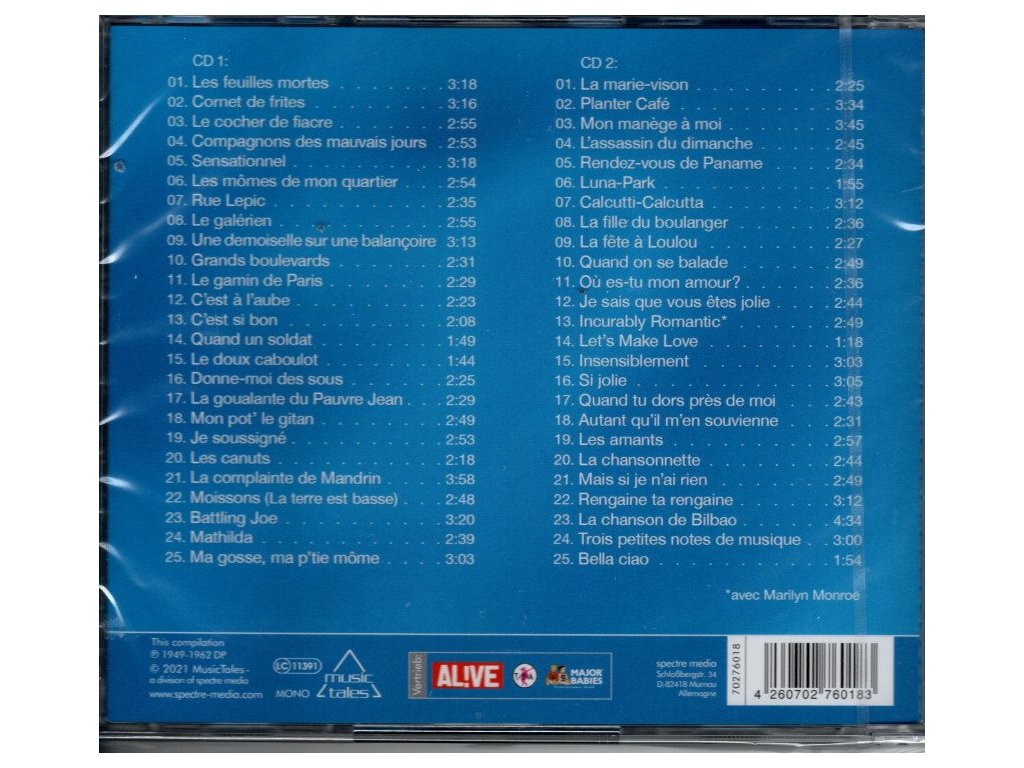 CD 1:
01. Les feuilles mortes 3:18
02. Cornet de frites 3:16
03. Le cocher de fiacre 2:55
04. Compagnons des mauvais jours 2:53
05. Sensationnel 3:18
06. Les mômes de mon quartier 2:54
07. Rue Lepic 2:35
08. Le galérien 2:55
09. Une demoiselle sur une balançoire 3:13
10. Grands boulevards 2:31
11. Le gamin de Paris 2:29
12. C'est à l'aube 2:23
13. C'est si bon 2:08
14. Quand un soldat 1:49
15. Le doux caboulot 1:44
16. Donne-moi des sous 2:25
17. La goualante du Pauvre Jean 2:29
18. Mon pot' le gitan 2:49
19. Je soussigné 2:53
20. Les canuts 2:18
21. La complainte de Mandrin 3:58
22. Moissons (La terre est basse) 2:48
23. Battling Joe 3:20
24. Mathilda 2:39
25. Ma gosse, ma p'tie môme 3:03
CD 2:
01. La marie-vison 2:25
02. Planter Café 3:34
03. Mon manège à moi 3:45
04. L'assassin du dimanche 2:45
05. Rendez-vous de Paname 2:34
06. Luna-Park 1:55
07. Calcutti-Calcutta 3:12
08. La fille du boulanger 2:36
09. La fête à Loulou 2:27
10. Quand on se balade 2:49
11. Où es-tu mon amour? 2:36
12. Je sais que vous êtes jolie 2:44
13. Incurably Romantic* 2:49
14. Let's Make Love 1:18
15. Insensiblement 3:03
16. Si jolie 3:05
17. Quand tu dors près de moi 2:43
18. Autant qu'il m'en souvienne 2:31
19. Les amants 2:57
20. La chansonnette 2:44
21. Mais si je n'ai rien 2:49
22. Rengaine ta rengaine 3:12
23. La chanson de Bilbao 4:34
24. Trois petites notes de musique 3:00
25. Bella ciao 1:54
*avec Marilyn Monroe
This compilation
℗ 1949-1962 DP
© 2021 MusicTales -
a division of spectre media
www.spectre-media.com
LC 11391
MONO
music
tales
Vertrieb:
AL!VE
MAJOR BABIES
spectre media
Schloßbergstr. 34
D-82418 Murnau
Allemagne
70276018
4 260702 760183